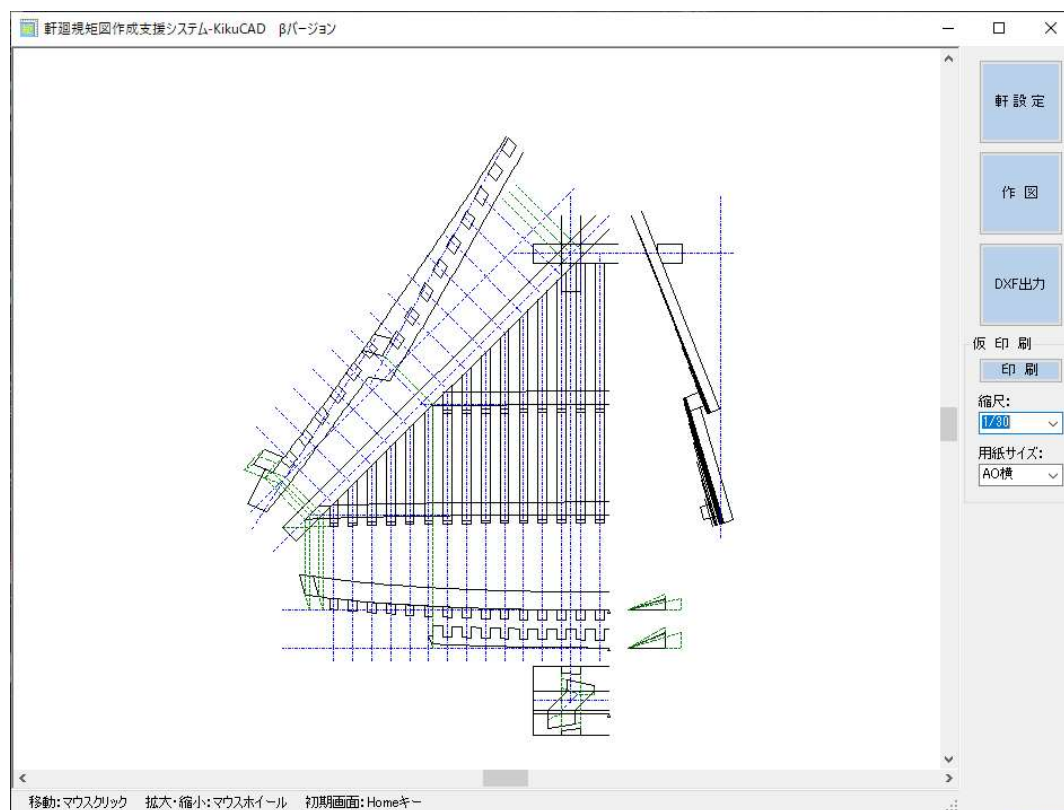 軒廻規矩図作成支援システム-KikuCAD βバージョン
軒 設 定
作 図
DXF出力
仮 印 刷
印 刷
縮尺:
1/30
用紙サイズ:
A0横
移動:マウスクリック 拡大・縮小:マウスホイール 初期画面:Homeキー